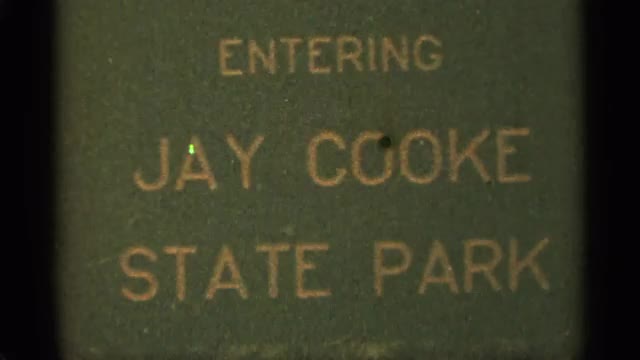 ENTERING
JAY COOKE
STATE PARK